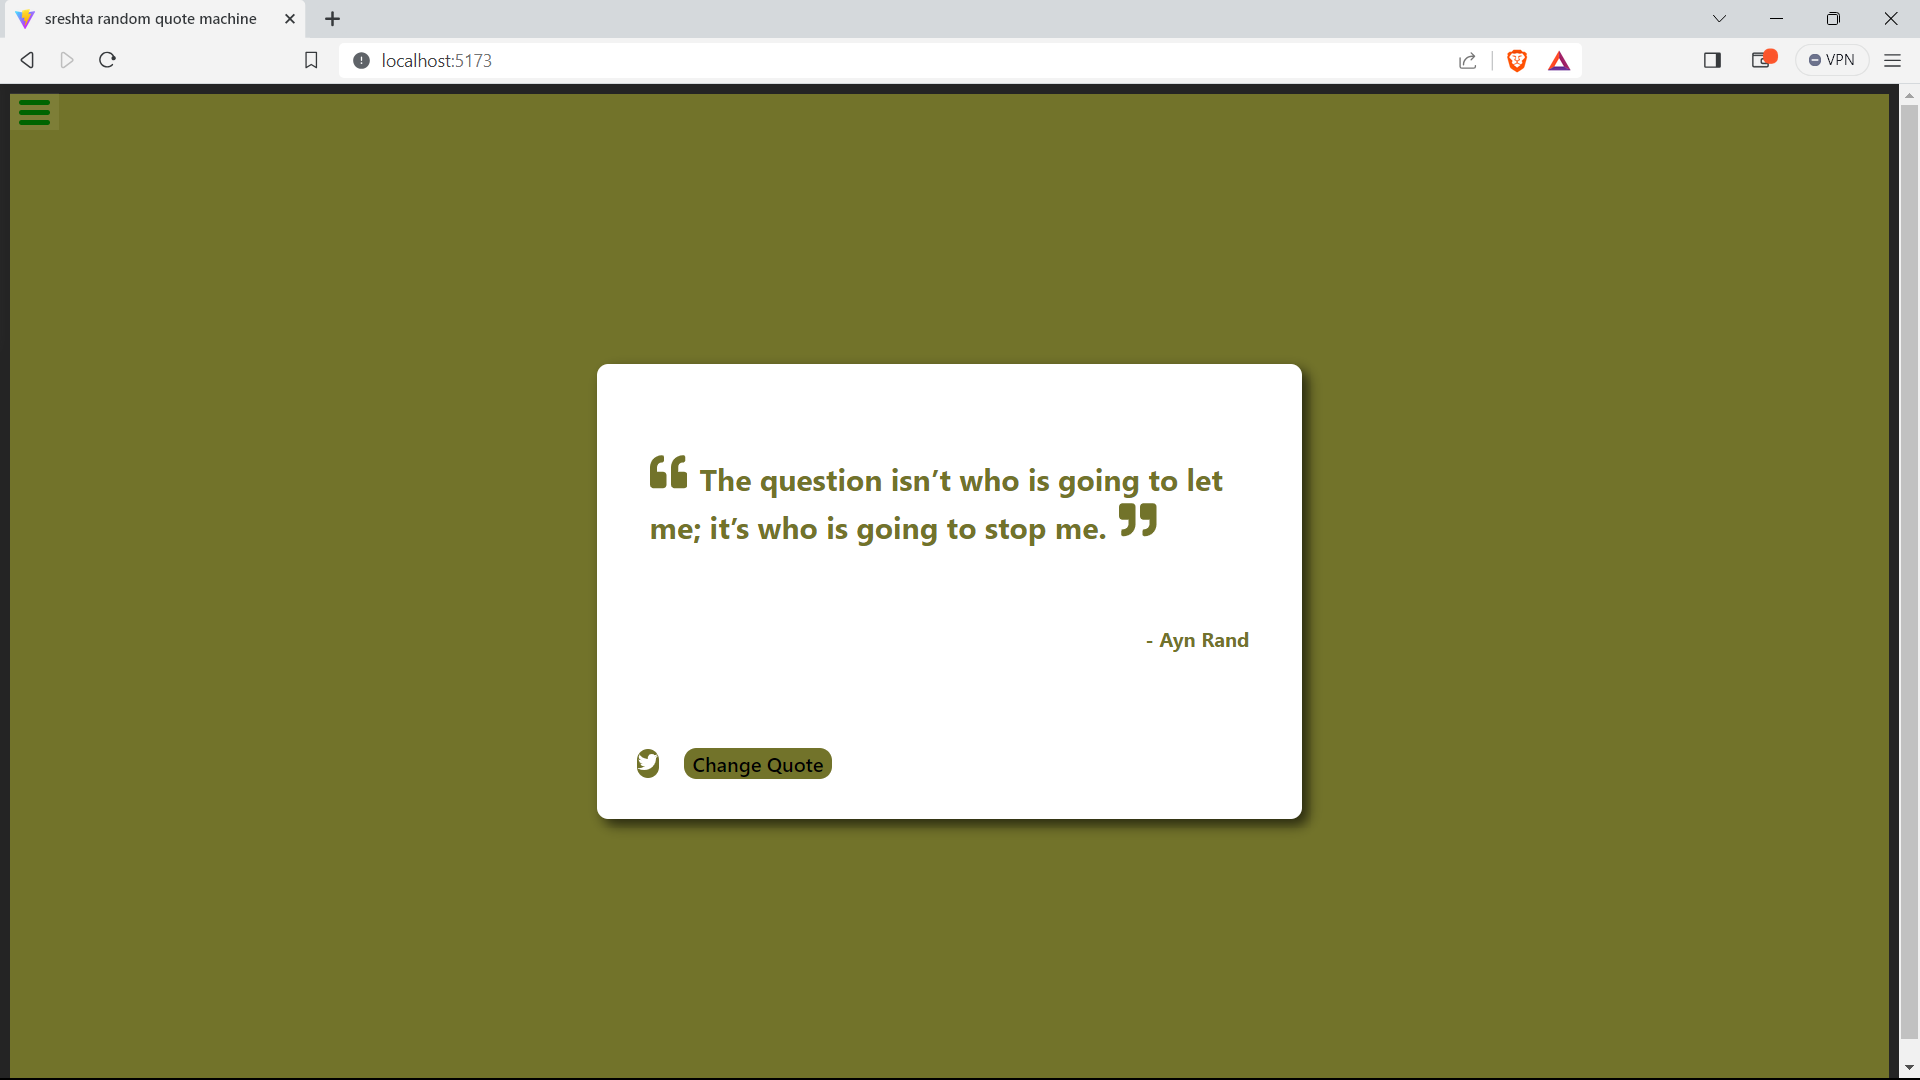 sreshta random quote machine
localhost:5173
VPN
“ The question isn’t who is going to let
me; it’s who is going to stop me. ”
- Ayn Rand
Change Quote